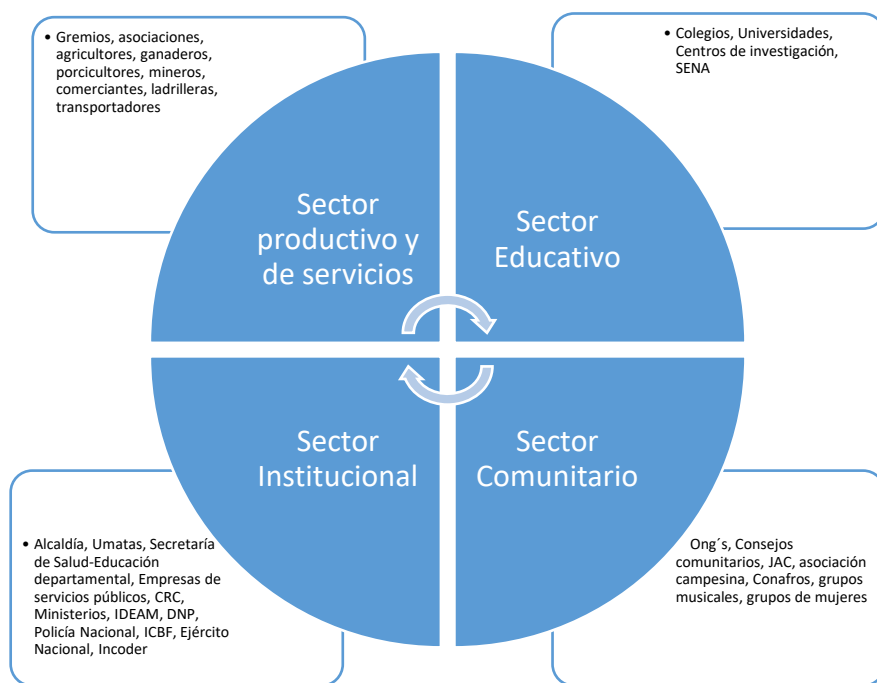 • Gremios, asociaciones,
agricultores, ganaderos,
porcicultores, mineros,
comerciantes, ladrilleras,
transportadores
• Colegios, Universidades,
Centros de investigación,
SENA
Sector
productivo y
de servicios
Sector
Educativo
Sector
Institucional
Sector
Comunitario
• Alcaldía, Umatas, Secretaría
de Salud-Educación
departamental, Empresas de
servicios públicos, CRC,
Ministerios, IDEAM, DNP,
Policía Nacional, ICBF, Ejército
Nacional, Incoder
Ong´s, Consejos
comunitarios, JAC, asociación
campesina, Conafros, grupos
musicales, grupos de mujeres